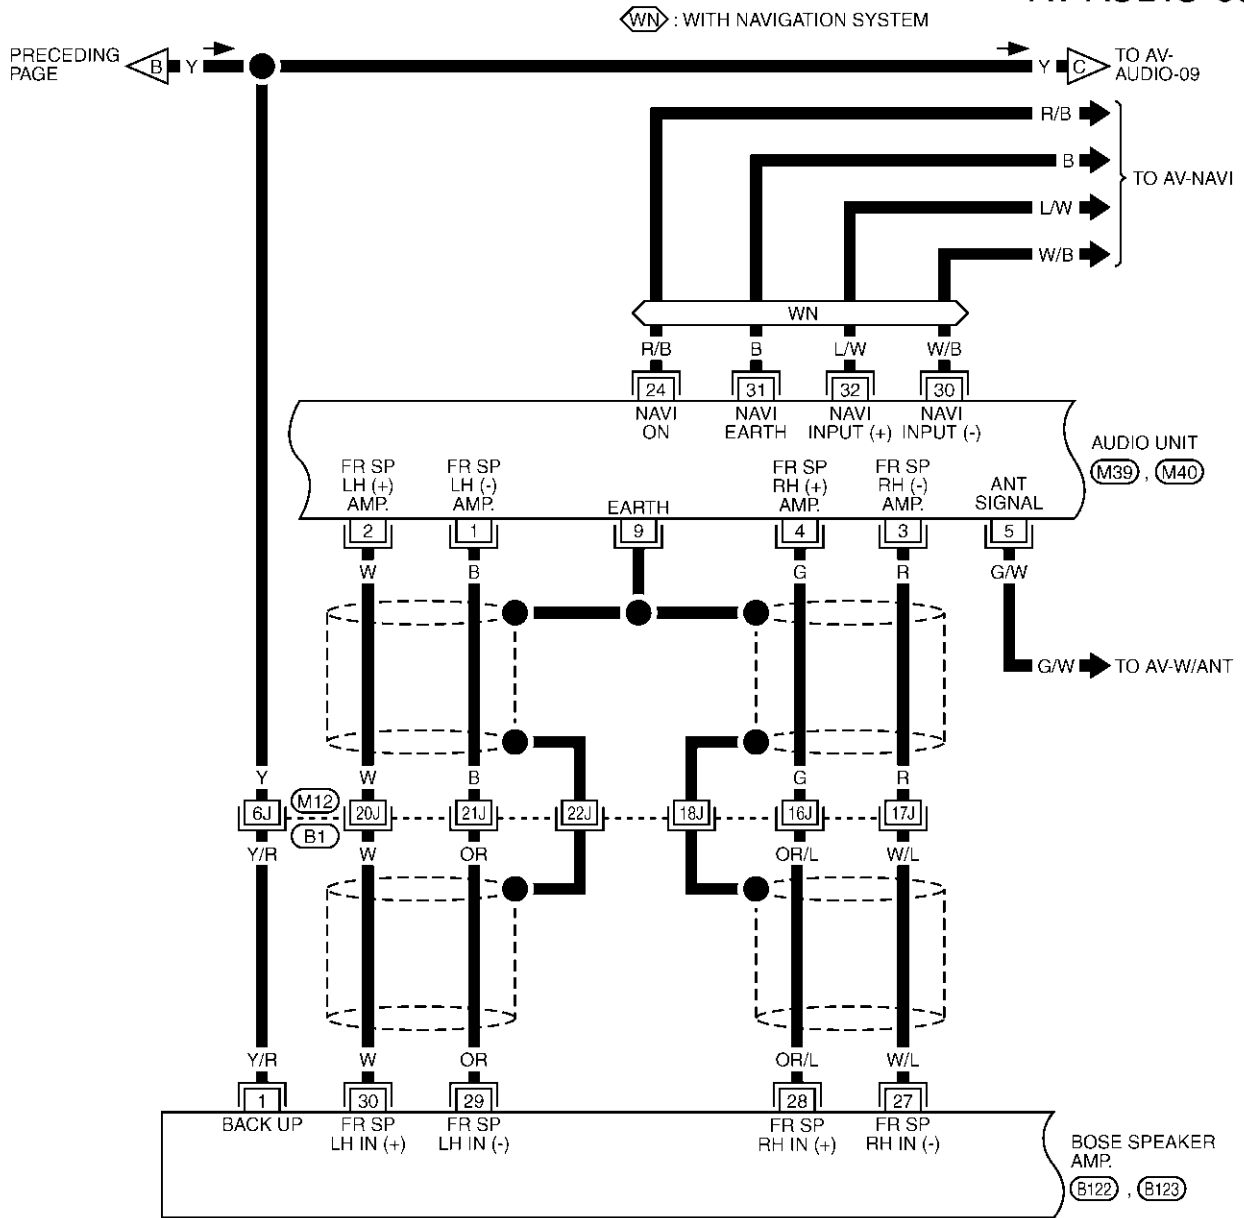 WN : WITH NAVIGATION SYSTEM
PRECEDING
PAGE
B Y
Y C
TO AV-
AUDIO-09
R/B
B
L/W
W/B
TO AV-NAVI
WN
R/B B L/W W/B
24 31 32 30
NAVI NAVI NAVI NAVI
ON EARTH INPUT (+) INPUT (-)
AUDIO UNIT
M39 , M40
FR SP FR SP FR SP FR SP
LH (+) LH (-) RH (+) RH (-) ANT
AMP. AMP. EARTH AMP. AMP. SIGNAL
2 1 9 4 3 5
W B G R G/W
G/W TO AV-W/ANT
Y W B G R
M12
6J 20J 21J 22J 18J 16J 17J
B1
Y/R W OR OR/L W/L
Y/R W OR OR/L W/L
1 30 29 28 27
BACK UP FR SP FR SP FR SP FR SP
LH IN (+) LH IN (-) RH IN (+) RH IN (-)
BOSE SPEAKER
AMP.
B122 , B123